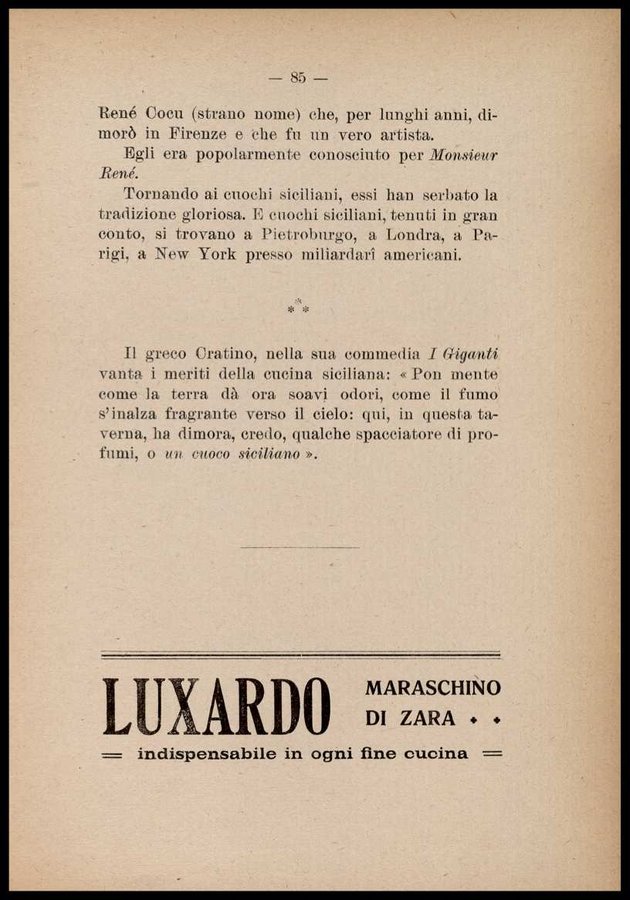 — 85 —
René Cocu (strano nome) che, per lunghi anni, di-
morò in Firenze e che fu un vero artista.
Egli era popolarmente conosciuto per Monsieur
René.
Tornando ai cuochi siciliani, essi han serbato la
tradizione gloriosa. E cuochi siciliani, tenuti in gran
conto, si trovano a Pietroburgo, a Londra, a Pa-
rigi, a New York presso miliardarî americani.
* * *
Il greco Cratino, nella sua commedia I Giganti
vanta i meriti della cucina siciliana: « Pon mente
come la terra dà ora soavi odori, come il fumo
s'inalza fragrante verso il cielo: qui, in questa ta-
verna, ha dimora, credo, qualche spacciatore di pro-
fumi, o un cuoco siciliano ».
LUXARDO
MARASCHINO
DI ZARA
indispensabile in ogni fine cucina